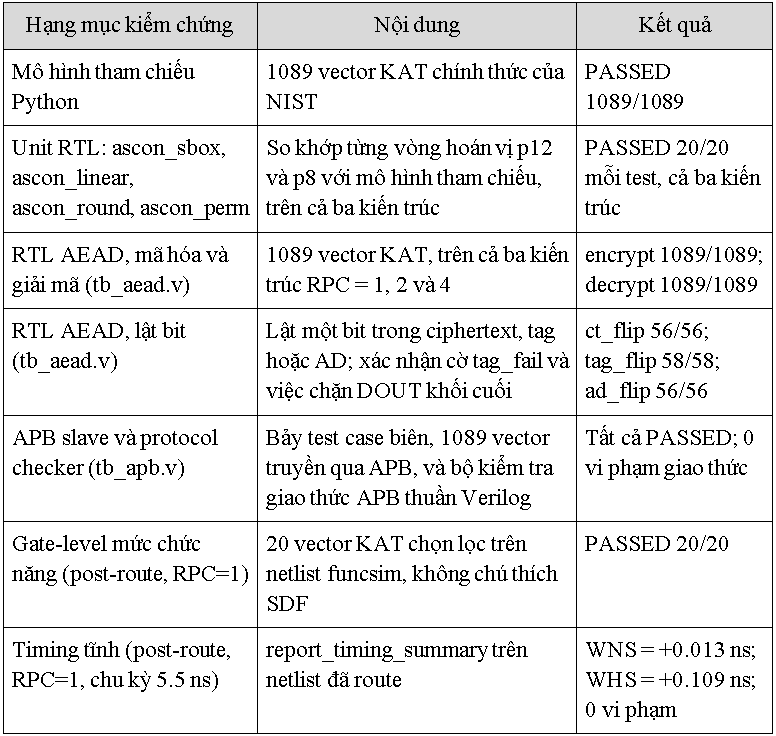 Hạng mục kiểm chứng
Nội dung
Kết quả
Mô hình tham chiếu
Python
1089 vector KAT chính thức của
NIST
PASSED
1089/1089
Unit RTL: ascon_sbox,
ascon_linear,
ascon_round, ascon_perm
So khớp từng vòng hoán vị p12
và p8 với mô hình tham chiếu,
trên cả ba kiến trúc
PASSED 20/20
mỗi test, cả ba kiến
trúc
RTL AEAD, mã hóa và
giải mã (tb_aead.v)
1089 vector KAT, trên cả ba kiến
trúc RPC = 1, 2 và 4
encrypt 1089/1089;
decrypt 1089/1089
RTL AEAD, lật bit
(tb_aead.v)
Lật một bit trong ciphertext, tag
hoặc AD; xác nhận cờ tag_fail và
việc chặn DOUT khối cuối
ct_flip 56/56;
tag_flip 58/58;
ad_flip 56/56
APB slave và protocol
checker (tb_apb.v)
Bảy test case biên, 1089 vector
truyền qua APB, và bộ kiểm tra
giao thức APB thuần Verilog
Tất cả PASSED; 0
vi phạm giao thức
Gate-level mức chức
năng (post-route, RPC=1)
20 vector KAT chọn lọc trên
netlist funcsim, không chú thích
SDF
PASSED 20/20
Timing tĩnh (post-route,
RPC=1, chu kỳ 5.5 ns)
report_timing_summary trên
netlist đã route
WNS = +0.013 ns;
WHS = +0.109 ns;
0 vi phạm